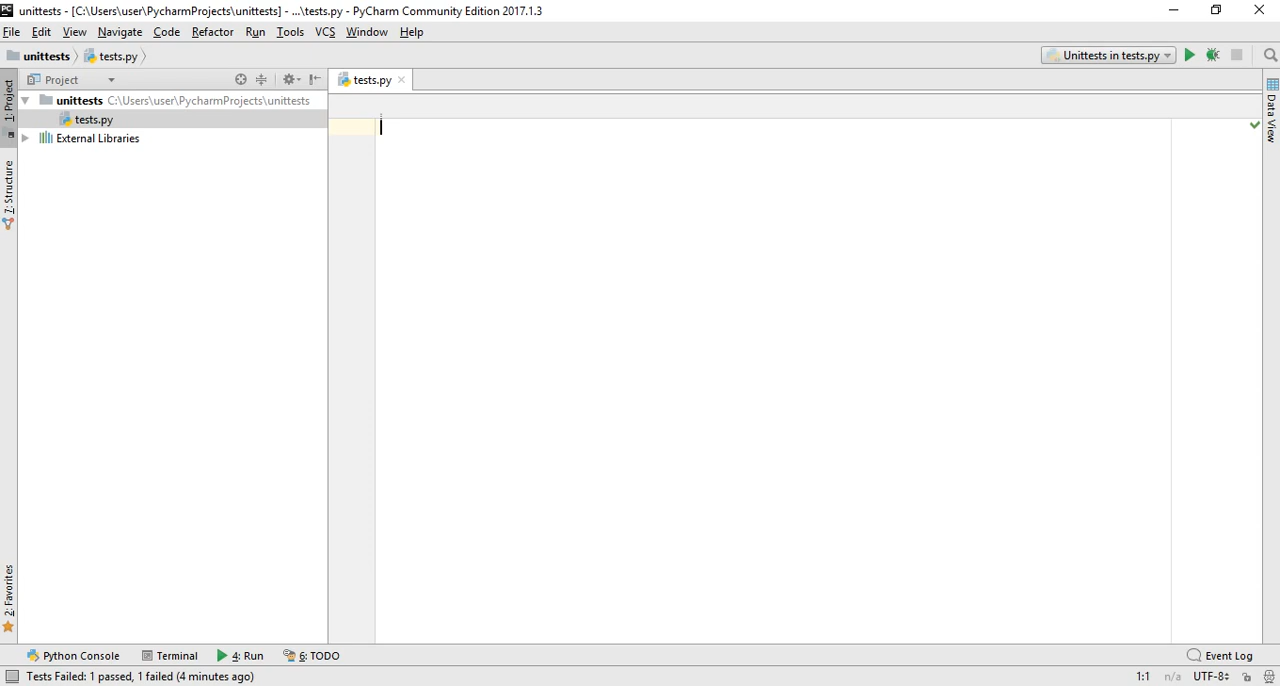 PC unittests - [C:\Users\user\PycharmProjects\unittests] - ...\tests.py - PyCharm Community Edition 2017.1.3
File Edit View Navigate Code Refactor Run Tools VCS Window Help
unittests tests.py Unittests in tests.py
1: Project
Project
tests.py
unittests C:\Users\user\PycharmProjects\unittests
tests.py
External Libraries
7: Structure
2: Favorites
Data View
Python Console Terminal 4: Run 6: TODO Event Log
Tests Failed: 1 passed, 1 failed (4 minutes ago) 1:1 n/a UTF-8